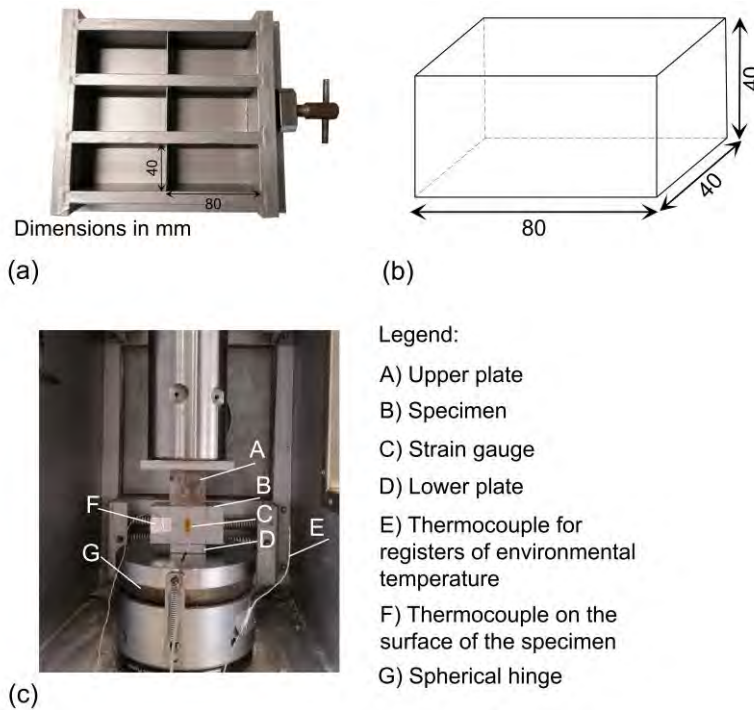 40
80
Dimensions in mm
(a)
40
40
80
(b)
Legend:
A) Upper plate
B) Specimen
C) Strain gauge
D) Lower plate
E) Thermocouple for
registers of environmental
temperature
F) Thermocouple on the
surface of the specimen
G) Spherical hinge
A
B
C
D
E
F
G
(c)